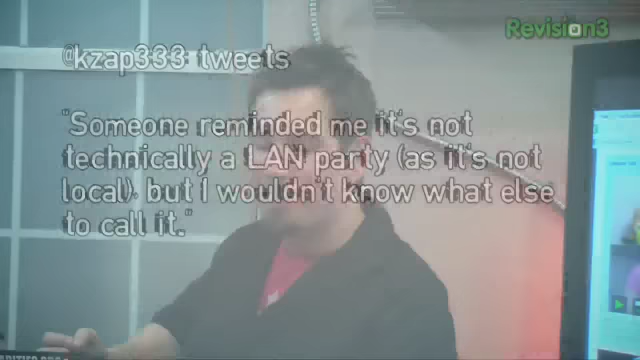 Revision3
@kzap333 tweets
"Someone reminded me it's not
technically a LAN party (as it's not
local), but I wouldn't know what else
to call it."